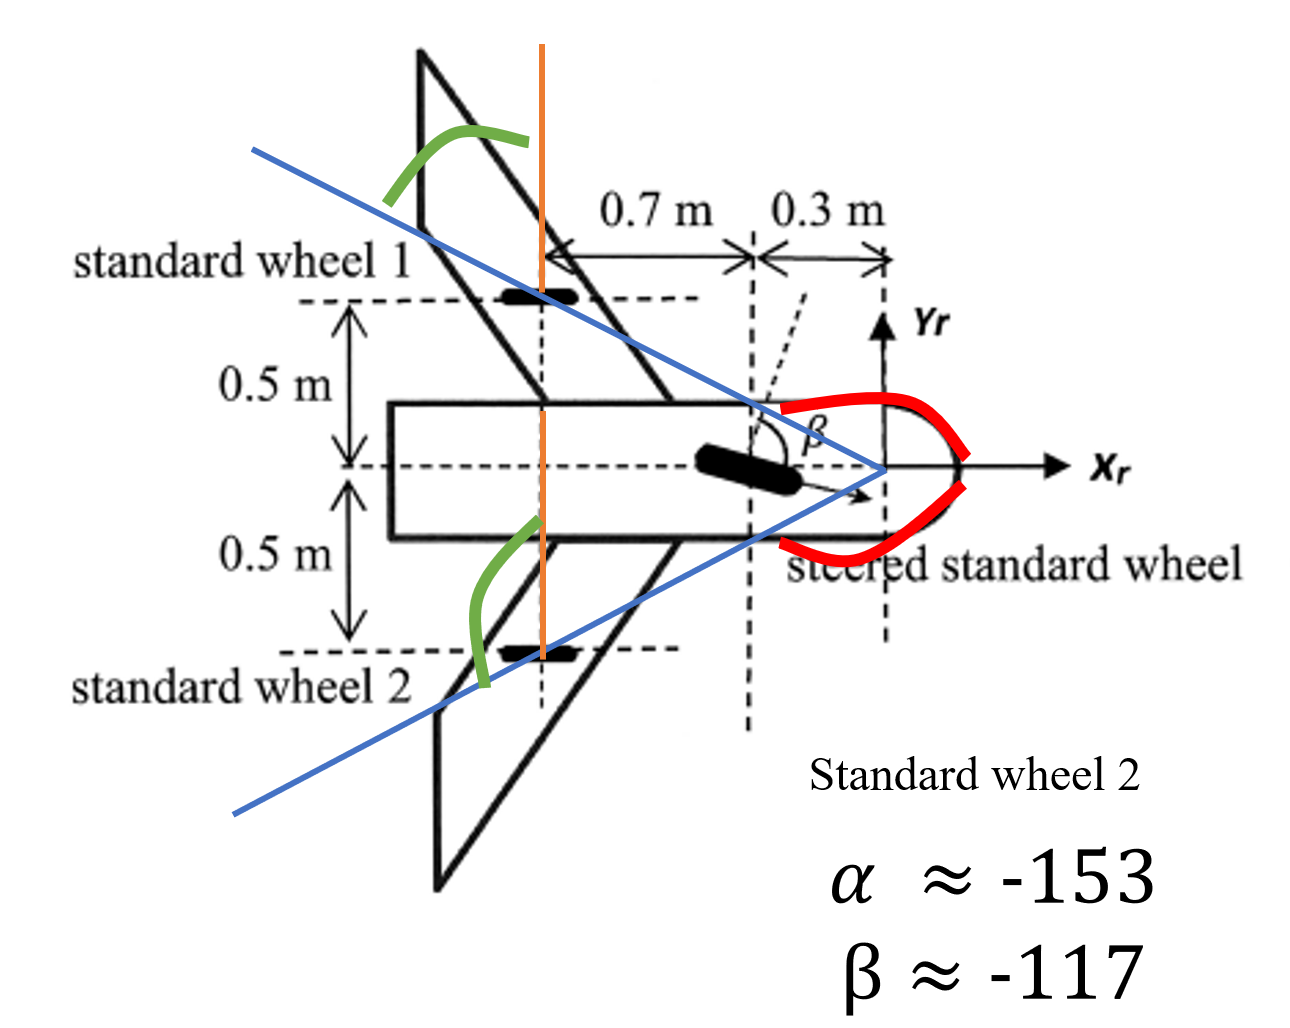 0.7 m
0.3 m
Yr
standard wheel 1
0.5 m
β
Xr
0.5 m
steered standard wheel
standard wheel 2
Standard wheel 2
α ≈ -153
β ≈ -117